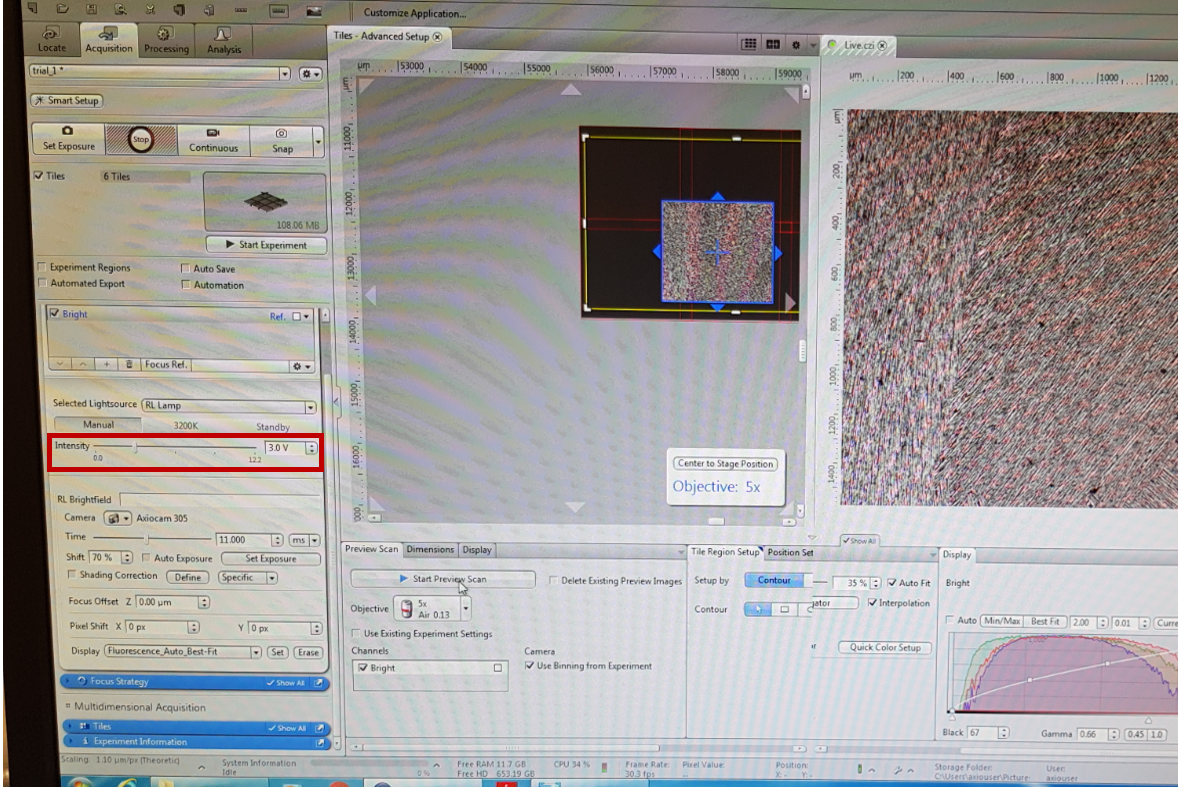 Customize Application...
Locate Acquisition Processing Analysis
trial_1 *
Smart Setup
Set Exposure Stop Continuous Snap
Tiles 6 Tiles
108.06 MB
Start Experiment
Experiment Regions Auto Save
Automated Export Automation
Bright Ref.
Focus Ref.
Selected Lightsource RL Lamp
Manual 3200K Standby
Intensity 3.0 V
0.0 12.2
RL Brightfield
Camera Axiocam 305
Time 11.000 ms
Shift 70 % Auto Exposure Set Exposure
Shading Correction Define Specific
Focus Offset Z 0.00 µm
Pixel Shift X 0 px Y 0 px
Display Fluorescence_Auto_Best-Fit Set Erase
Focus Strategy Show All
Multidimensional Acquisition
Tiles Show All
Experiment Information
Tiles - Advanced Setup
µm 53000 54000 55000 56000 57000 58000 59000
µm
11000
12000
13000
14000
15000
16000
Center to Stage Position
Objective: 5x
Preview Scan Dimensions Display
Start Preview Scan Delete Existing Preview Images
Objective 5x
Air 0.13
Use Existing Experiment Settings
Channels Camera
Bright Use Binning from Experiment
Live.czi
µm 200 400 600 800 1000 1200
µm
200
400
600
800
1000
1200
1400
Show All
Tile Region Setup Position Set
Setup by Contour 35 % Auto Fit
Contour Interpolation
Quick Color Setup
Display
Bright
Auto Min/Max Best Fit 2.00 0.01 Curre
Black 67 Gamma 0.66 0.45 1.0
Scaling: 1.10 µm/px (Theoretic) System Information Free RAM 11.7 GB CPU 34 % Frame Rate: Pixel Value: Position: Storage Folder: User:
Idle 0 % Free HD 653.19 GB 30.3 fps X: Y: C:\Users\axiouser\Picture: axiouser